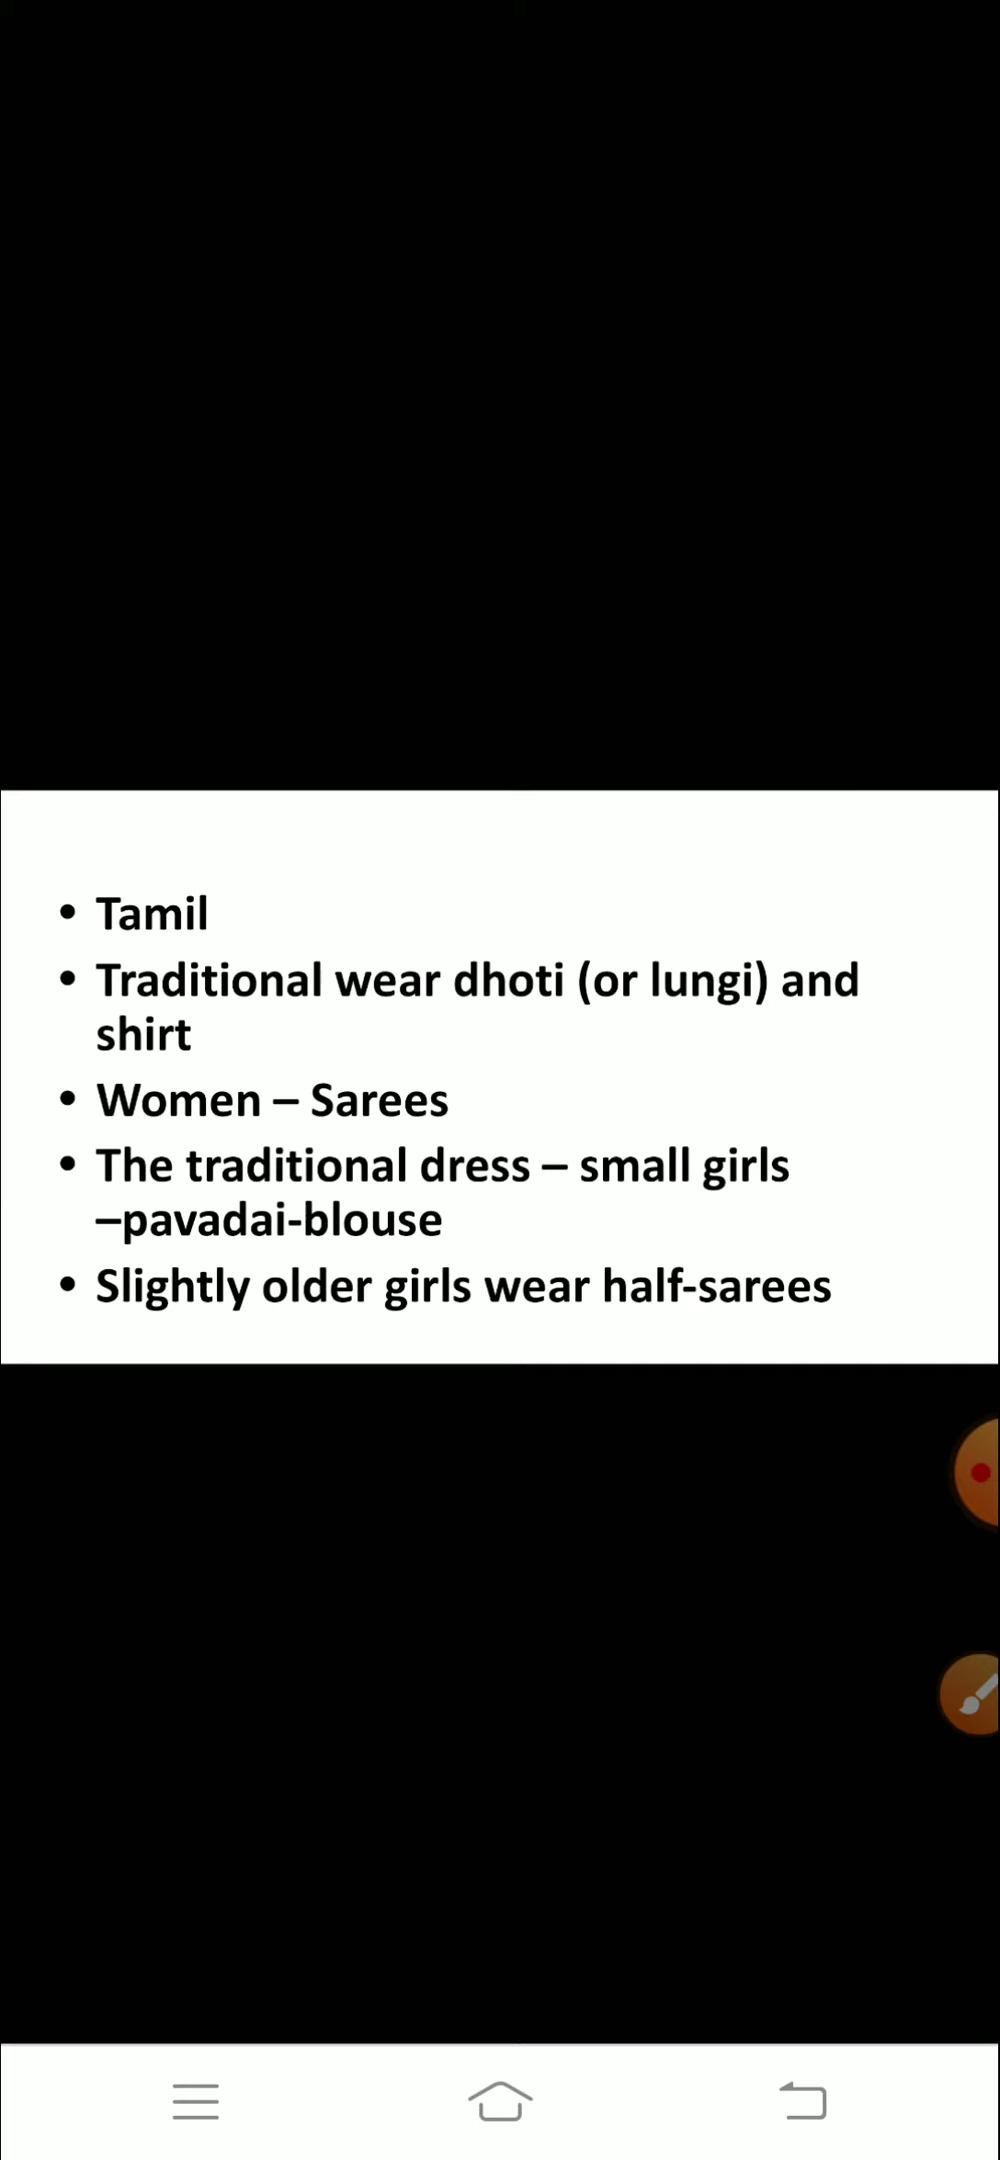 • Tamil
• Traditional wear dhoti (or lungi) and
shirt
• Women – Sarees
• The traditional dress – small girls
–pavadai-blouse
• Slightly older girls wear half-sarees